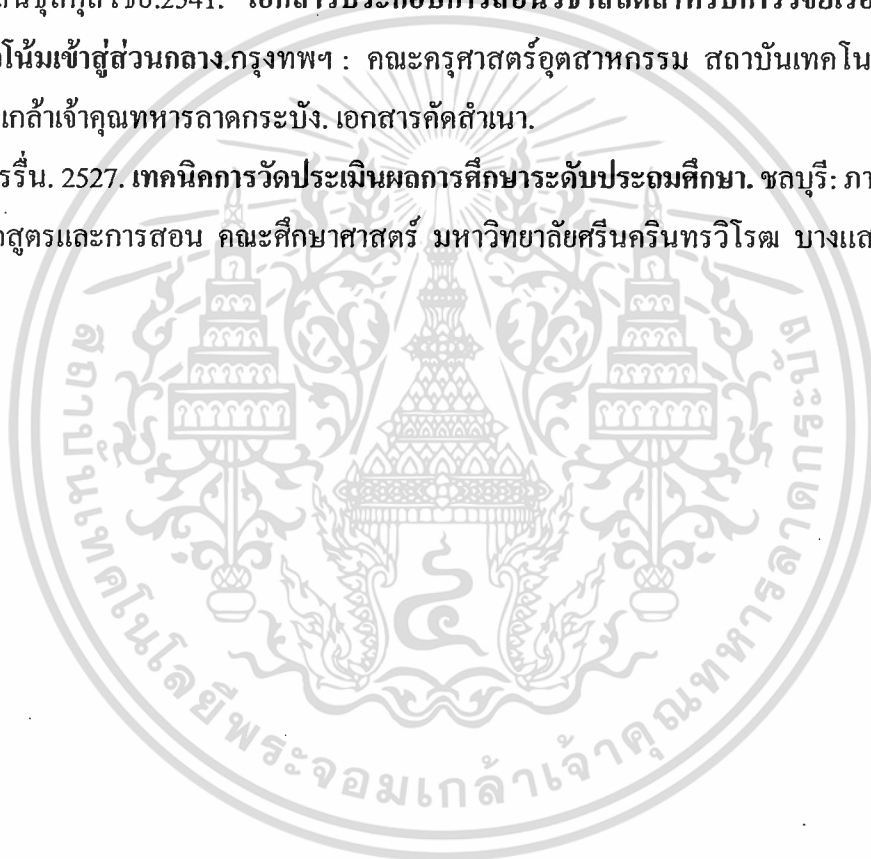 โน้มเข้าสู่ส่วนกลาง.กรุงทพฯ : คณะครุศาสตร์อุตสาหกรรม สถาบันเทคโน
เกล้าเจ้าคุณทหารลาดกระบัง. เอกสารคัดสำเนา.
รรื่น. 2527. เทคนิคการวัดประเมินผลการศึกษาระดับประถมศึกษา. ชลบุรี: ภา
สูตรและการสอน คณะศึกษาศาสตร์ มหาวิทยาลัยศรีนครินทรวิโรฒ บางแส
สถาบันเทคโนโลยีพระจอมเกล้าเจ้าคุณทหารลาดกระบัง
๔